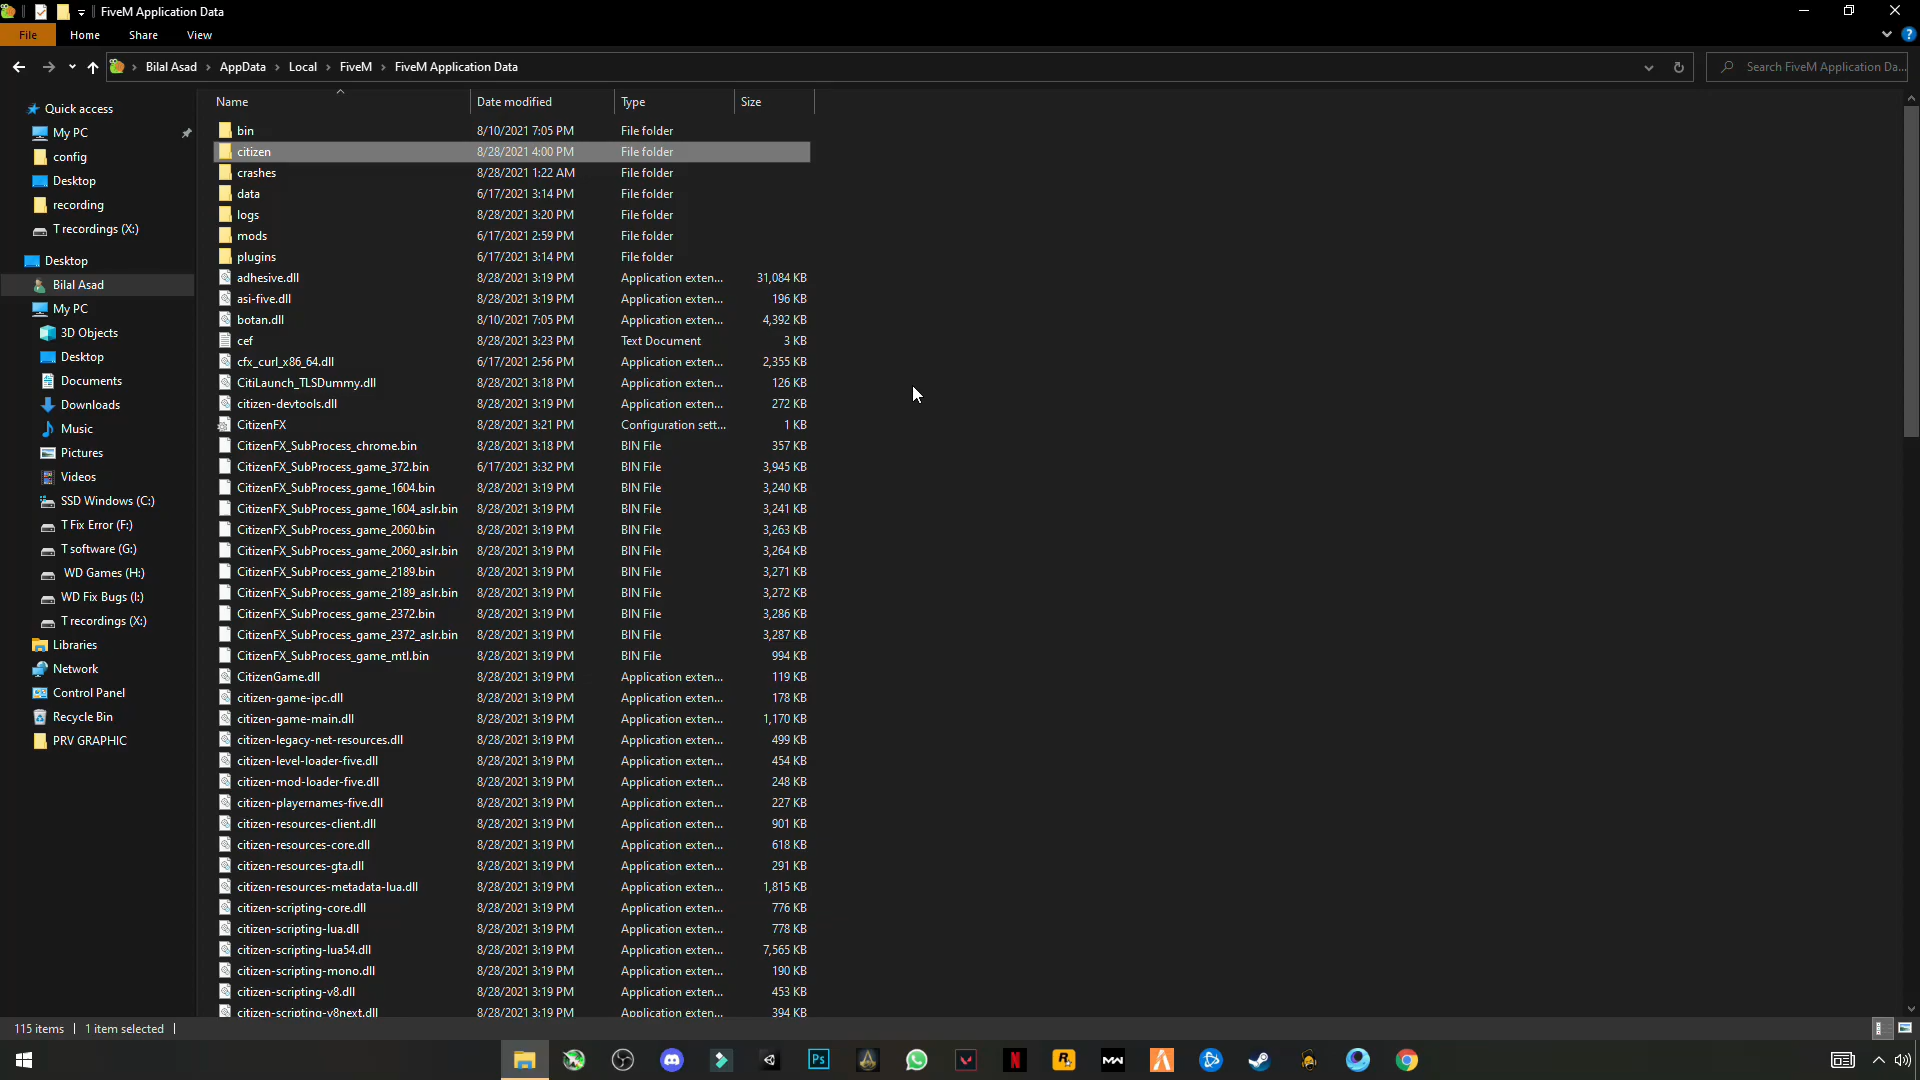 FiveM Application Data
File Home Share View
Bilal Asad AppData Local FiveM FiveM Application Data
Search FiveM Application Da...
Quick access
My PC
config
Desktop
recording
T recordings (X:)
Desktop
Bilal Asad
My PC
3D Objects
Desktop
Documents
Downloads
Music
Pictures
Videos
SSD Windows (C:)
T Fix Error (F:)
T software (G:)
WD Games (H:)
WD Fix Bugs (I:)
T recordings (X:)
Libraries
Network
Control Panel
Recycle Bin
PRV GRAPHIC
Name Date modified Type Size
bin 8/10/2021 7:05 PM File folder
citizen 8/28/2021 4:00 PM File folder
crashes 8/28/2021 1:22 AM File folder
data 6/17/2021 3:14 PM File folder
logs 8/28/2021 3:20 PM File folder
mods 6/17/2021 2:59 PM File folder
plugins 6/17/2021 3:14 PM File folder
adhesive.dll 8/28/2021 3:19 PM Application exten... 31,084 KB
asi-five.dll 8/28/2021 3:19 PM Application exten... 196 KB
botan.dll 8/10/2021 7:05 PM Application exten... 4,392 KB
cef 8/28/2021 3:23 PM Text Document 3 KB
cfx_curl_x86_64.dll 6/17/2021 2:56 PM Application exten... 2,355 KB
CitiLaunch_TLSDummy.dll 8/28/2021 3:18 PM Application exten... 126 KB
citizen-devtools.dll 8/28/2021 3:19 PM Application exten... 272 KB
CitizenFX 8/28/2021 3:21 PM Configuration sett... 1 KB
CitizenFX_SubProcess_chrome.bin 8/28/2021 3:18 PM BIN File 357 KB
CitizenFX_SubProcess_game_372.bin 6/17/2021 3:32 PM BIN File 3,945 KB
CitizenFX_SubProcess_game_1604.bin 8/28/2021 3:19 PM BIN File 3,240 KB
CitizenFX_SubProcess_game_1604_aslr.bin 8/28/2021 3:19 PM BIN File 3,241 KB
CitizenFX_SubProcess_game_2060.bin 8/28/2021 3:19 PM BIN File 3,263 KB
CitizenFX_SubProcess_game_2060_aslr.bin 8/28/2021 3:19 PM BIN File 3,264 KB
CitizenFX_SubProcess_game_2189.bin 8/28/2021 3:19 PM BIN File 3,271 KB
CitizenFX_SubProcess_game_2189_aslr.bin 8/28/2021 3:19 PM BIN File 3,272 KB
CitizenFX_SubProcess_game_2372.bin 8/28/2021 3:19 PM BIN File 3,286 KB
CitizenFX_SubProcess_game_2372_aslr.bin 8/28/2021 3:19 PM BIN File 3,287 KB
CitizenFX_SubProcess_game_mtl.bin 8/28/2021 3:19 PM BIN File 994 KB
CitizenGame.dll 8/28/2021 3:19 PM Application exten... 119 KB
citizen-game-ipc.dll 8/28/2021 3:19 PM Application exten... 178 KB
citizen-game-main.dll 8/28/2021 3:19 PM Application exten... 1,170 KB
citizen-legacy-net-resources.dll 8/28/2021 3:19 PM Application exten... 499 KB
citizen-level-loader-five.dll 8/28/2021 3:19 PM Application exten... 454 KB
citizen-mod-loader-five.dll 8/28/2021 3:19 PM Application exten... 248 KB
citizen-playernames-five.dll 8/28/2021 3:19 PM Application exten... 227 KB
citizen-resources-client.dll 8/28/2021 3:19 PM Application exten... 901 KB
citizen-resources-core.dll 8/28/2021 3:19 PM Application exten... 618 KB
citizen-resources-gta.dll 8/28/2021 3:19 PM Application exten... 291 KB
citizen-resources-metadata-lua.dll 8/28/2021 3:19 PM Application exten... 1,815 KB
citizen-scripting-core.dll 8/28/2021 3:19 PM Application exten... 776 KB
citizen-scripting-lua.dll 8/28/2021 3:19 PM Application exten... 778 KB
citizen-scripting-lua54.dll 8/28/2021 3:19 PM Application exten... 7,565 KB
citizen-scripting-mono.dll 8/28/2021 3:19 PM Application exten... 190 KB
citizen-scripting-v8.dll 8/28/2021 3:19 PM Application exten... 453 KB
citizen-scripting-v8next.dll 8/28/2021 3:19 PM Application exten... 394 KB
115 items 1 item selected
Ps